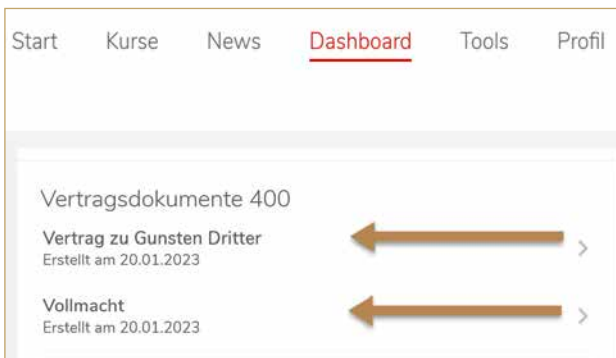 Start Kurse News Dashboard Tools Profil
Vertragsdokumente 400
Vertrag zu Gunsten Dritter
Erstellt am 20.01.2023
Vollmacht
Erstellt am 20.01.2023